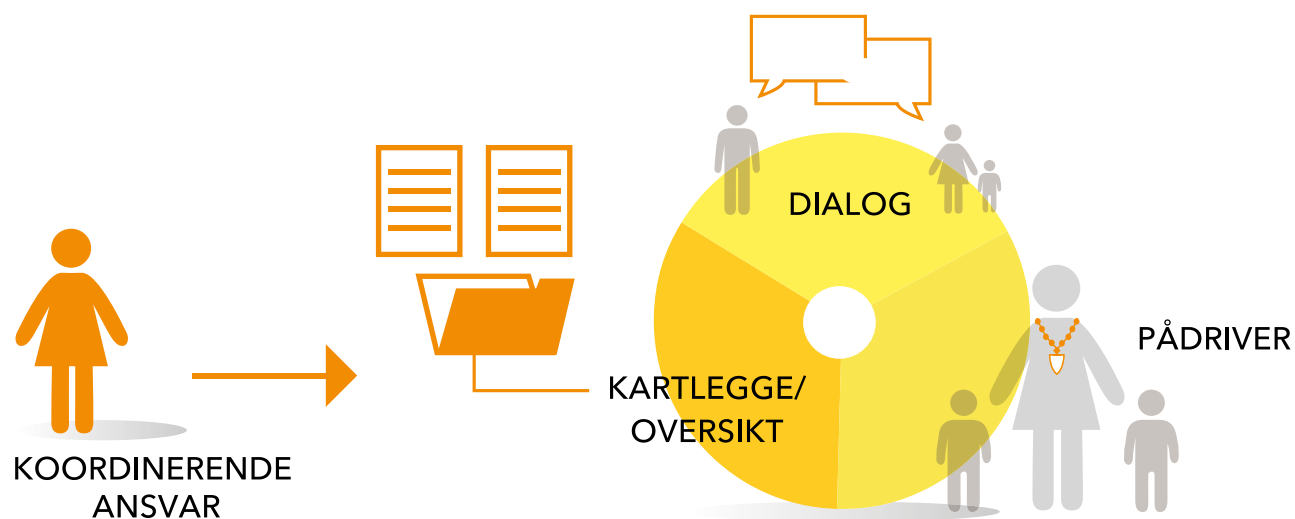 KOORDINERENDE
ANSVAR
KARTLEGGE/
OVERSIKT
DIALOG
PÅDRIVER